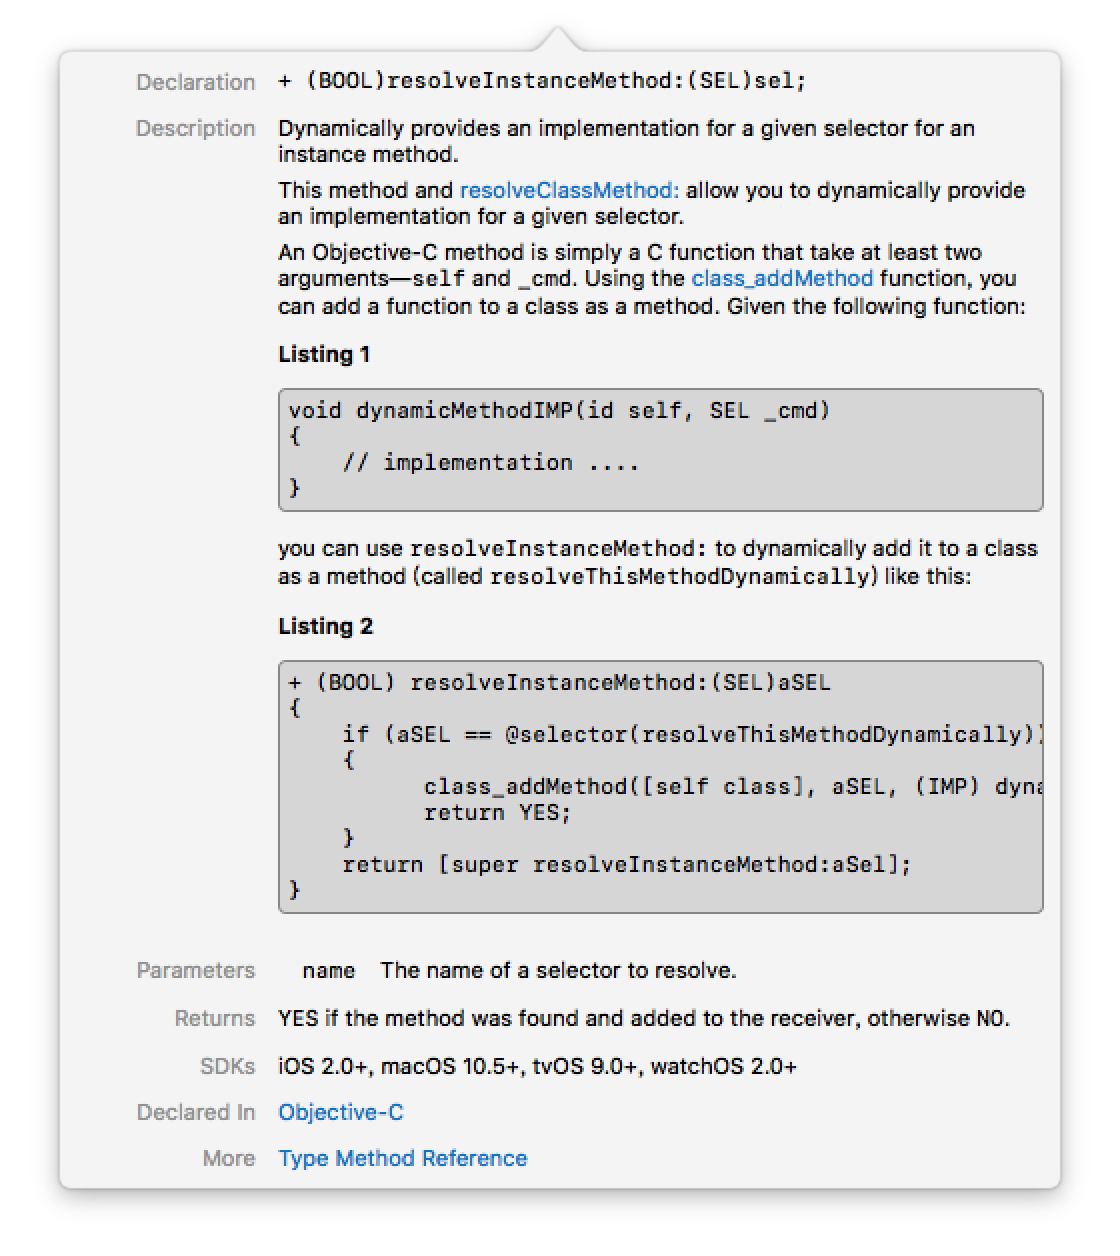 Declaration + (BOOL)resolveInstanceMethod:(SEL)sel;
Description Dynamically provides an implementation for a given selector for an
instance method.
This method and resolveClassMethod: allow you to dynamically provide
an implementation for a given selector.
An Objective-C method is simply a C function that take at least two
arguments—self and _cmd. Using the class_addMethod function, you
can add a function to a class as a method. Given the following function:
Listing 1
void dynamicMethodIMP(id self, SEL _cmd)
{
    // implementation ....
}
you can use resolveInstanceMethod: to dynamically add it to a class
as a method (called resolveThisMethodDynamically) like this:
Listing 2
+ (BOOL) resolveInstanceMethod:(SEL)aSEL
{
    if (aSEL == @selector(resolveThisMethodDynamically))
    {
          class_addMethod([self class], aSEL, (IMP) dyna
          return YES;
    }
    return [super resolveInstanceMethod:aSel];
}
Parameters name The name of a selector to resolve.
Returns YES if the method was found and added to the receiver, otherwise NO.
SDKs iOS 2.0+, macOS 10.5+, tvOS 9.0+, watchOS 2.0+
Declared In Objective-C
More Type Method Reference